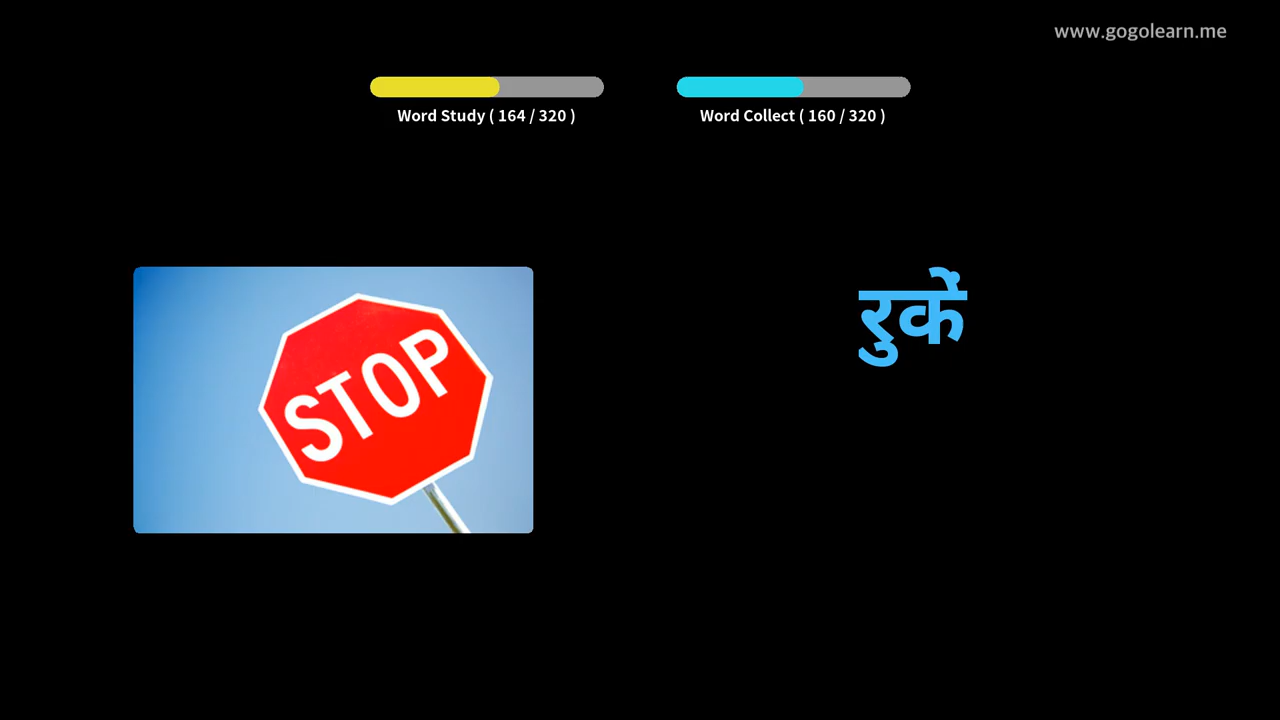 www.gogolearn.me
Word Study ( 164 / 320 )
Word Collect ( 160 / 320 )
STOP
रुकें